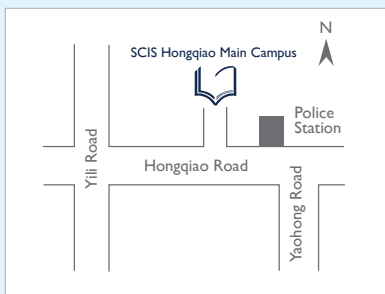 N
SCIS Hongqiao Main Campus
Police
Station
Hongqiao Road
Yili Road
Yaohong Road